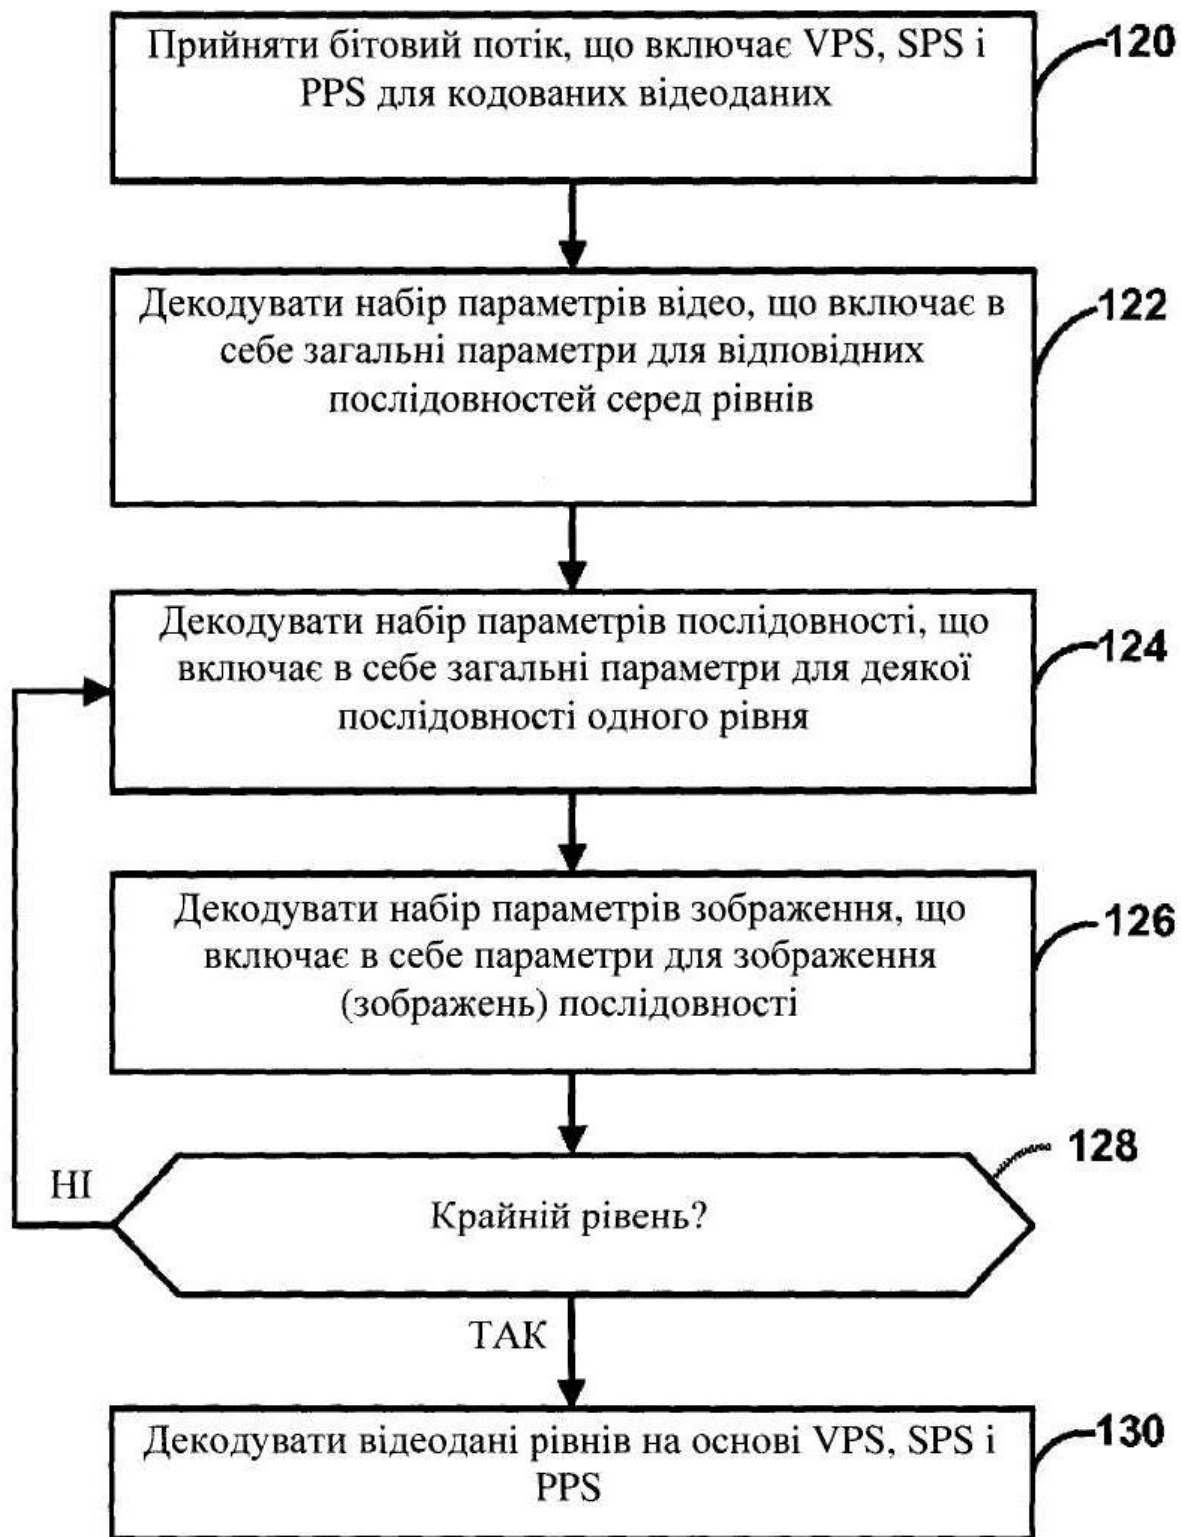 Прийняти бітовий потік, що включає VPS, SPS і
PPS для кодованих відеоданих
120
Декодувати набір параметрів відео, що включає в
себе загальні параметри для відповідних
послідовностей серед рівнів
122
Декодувати набір параметрів послідовності, що
включає в себе загальні параметри для деякої
послідовності одного рівня
124
Декодувати набір параметрів зображення, що
включає в себе параметри для зображення
(зображень) послідовності
126
128
НІ
Крайній рівень?
ТАК
Декодувати відеодані рівнів на основі VPS, SPS і
PPS
130